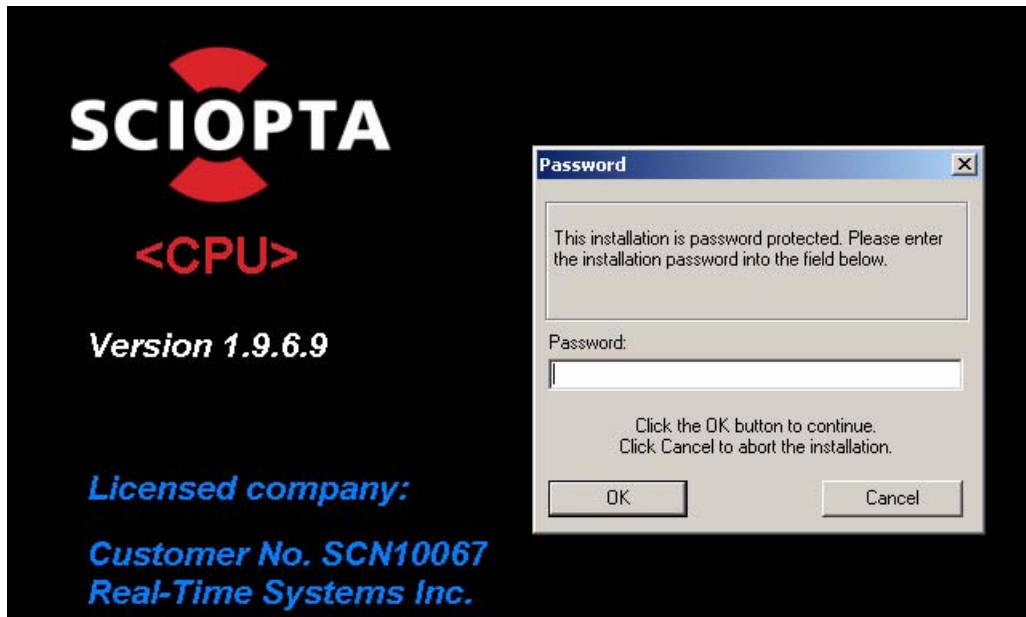 SCIOPTA
<CPU>
Version 1.9.6.9
Licensed company:
Customer No. SCN10067
Real-Time Systems Inc.
Password
This installation is password protected. Please enter
the installation password into the field below.
Password:
Click the OK button to continue.
Click Cancel to abort the installation.
OK
Cancel